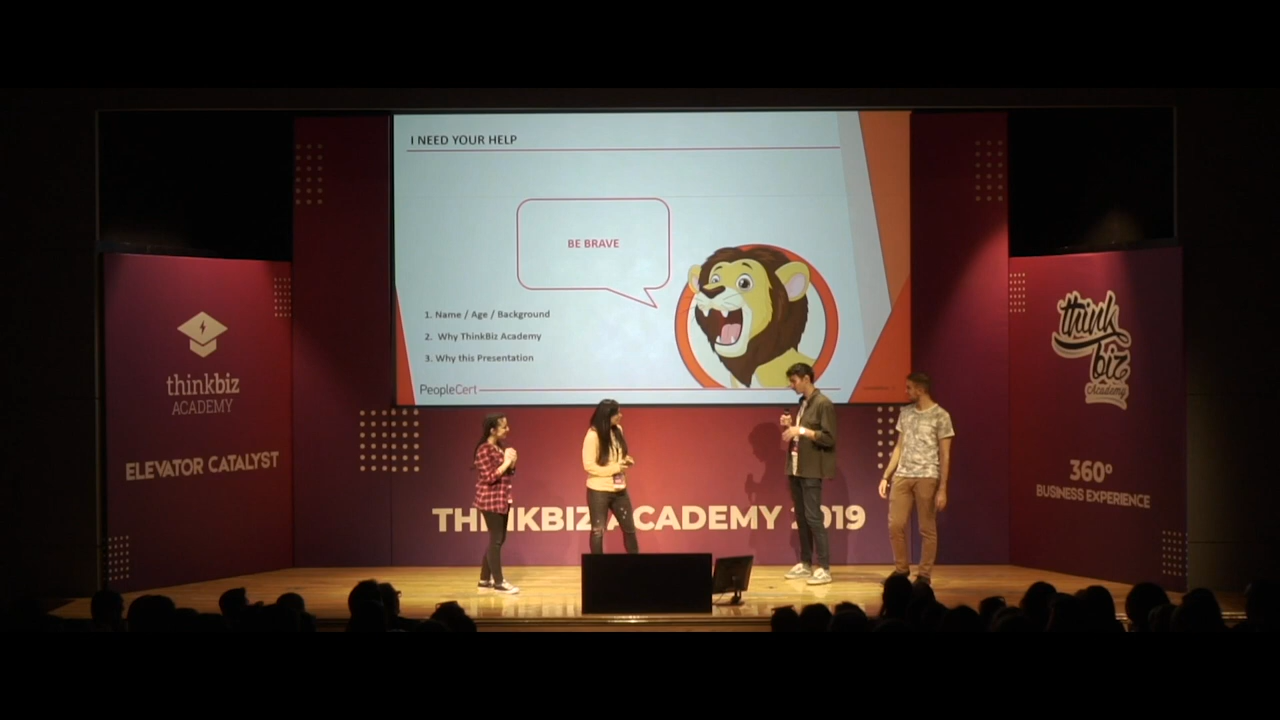 I NEED YOUR HELP
BE BRAVE
1. Name / Age / Background
2. Why ThinkBiz Academy
3. Why this Presentation
PeopleCert
thinkbiz
ACADEMY
ELEVATOR CATALYST
THINKBIZ ACADEMY 2019
think
biz
Academy
360°
BUSINESS EXPERIENCE